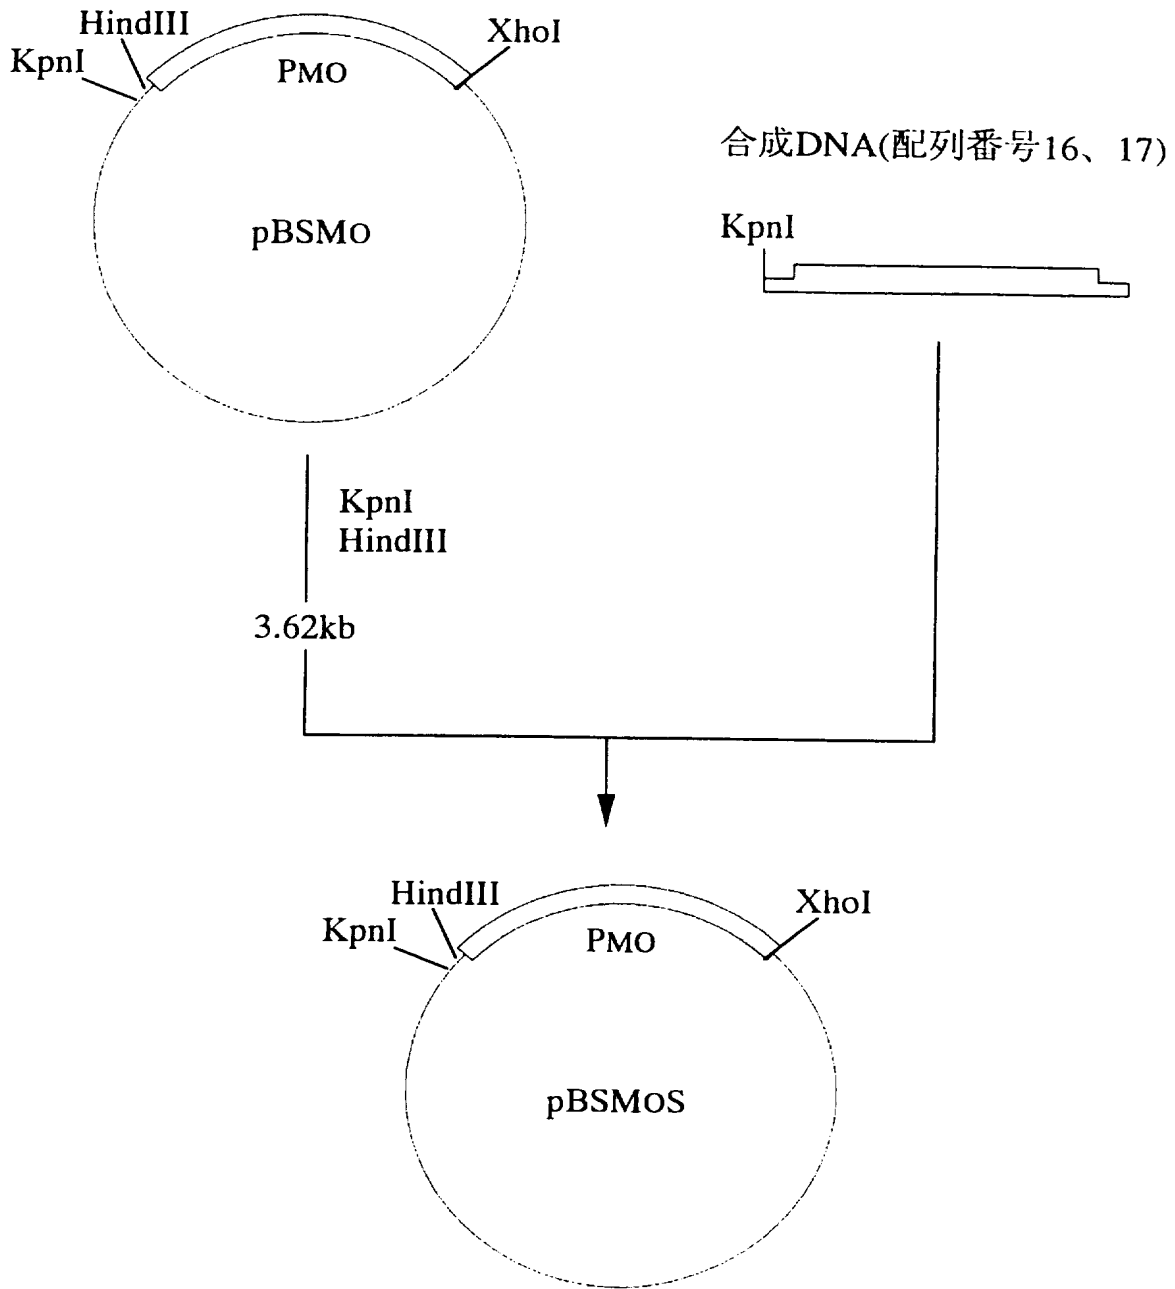 HindIII
KpnI
XhoI
PMO
pBSMO
合成DNA(配列番号16、17)
KpnI
KpnI
HindIII
3.62kb
HindIII
KpnI
XhoI
PMO
pBSMOS